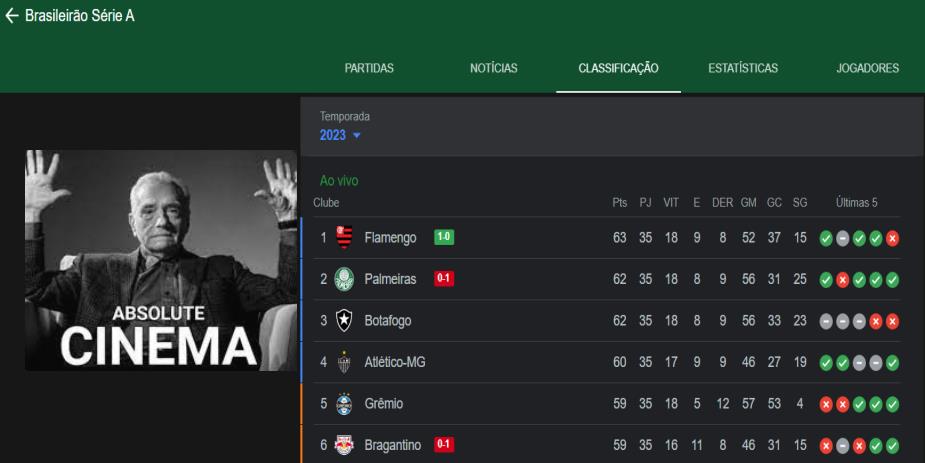 Brasileirão Série A
PARTIDAS NOTÍCIAS CLASSIFICAÇÃO ESTATÍSTICAS JOGADORES
Temporada
2023
Ao vivo
Clube Pts PJ VIT E DER GM GC SG Últimas 5
1 Flamengo 1-0 63 35 18 9 8 52 37 15
2 Palmeiras 0-1 62 35 18 8 9 56 31 25
3 Botafogo 62 35 18 8 9 56 33 23
4 Atlético-MG 60 35 17 9 9 46 27 19
5 Grêmio 59 35 18 5 12 57 53 4
6 Bragantino 0-1 59 35 16 11 8 46 31 15
ABSOLUTE
CINEMA